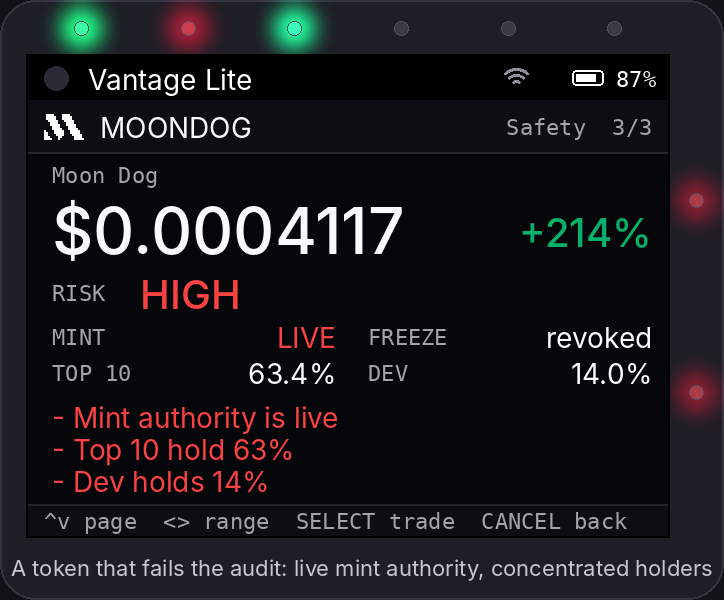 Vantage Lite 87%
MOONDOG Safety 3/3
Moon Dog
$0.0004117 +214%
RISK HIGH
MINT LIVE FREEZE revoked
TOP 10 63.4% DEV 14.0%
- Mint authority is live
- Top 10 hold 63%
- Dev holds 14%
^v page <> range SELECT trade CANCEL back
A token that fails the audit: live mint authority, concentrated holders